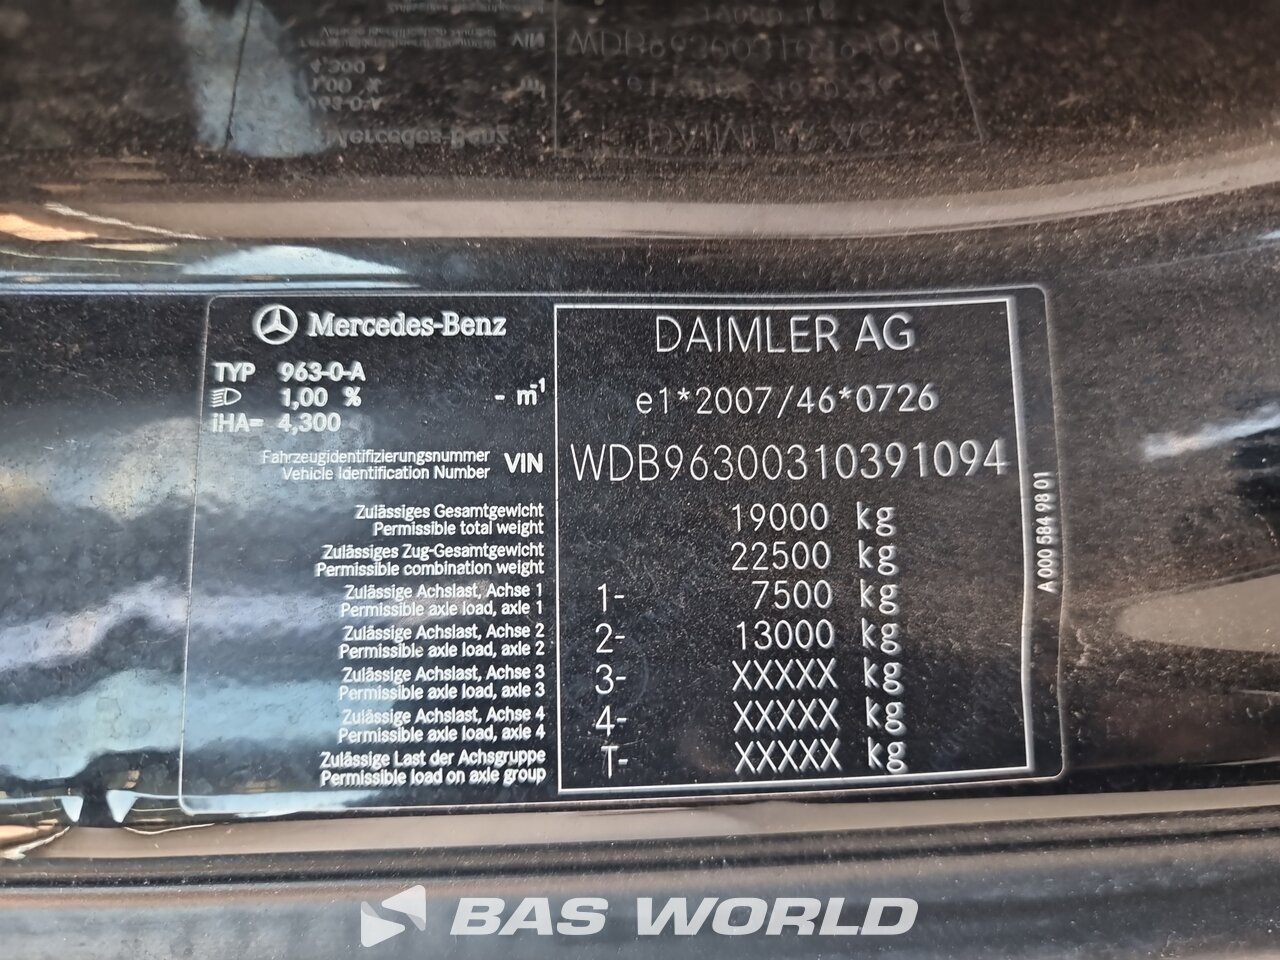 Mercedes-Benz
TYP 963-0-A
1,00 % - m-1
iHA= 4,300
DAIMLER AG
e1*2007/46*0726
Fahrzeugidentifizierungsnummer
Vehicle Identification Number VIN WDB96300310391094
Zulässiges Gesamtgewicht
Permissible total weight 19000 kg
Zulässiges Zug-Gesamtgewicht
Permissible combination weight 22500 kg
Zulässige Achslast, Achse 1
Permissible axle load, axle 1 1- 7500 kg
Zulässige Achslast, Achse 2
Permissible axle load, axle 2 2- 13000 kg
Zulässige Achslast, Achse 3
Permissible axle load, axle 3 3- XXXXX kg
Zulässige Achslast, Achse 4
Permissible axle load, axle 4 4- XXXXX kg
Zulässige Last der Achsgruppe
Permissible load on axle group T- XXXXX kg
A 000 584 98 01
BAS WORLD